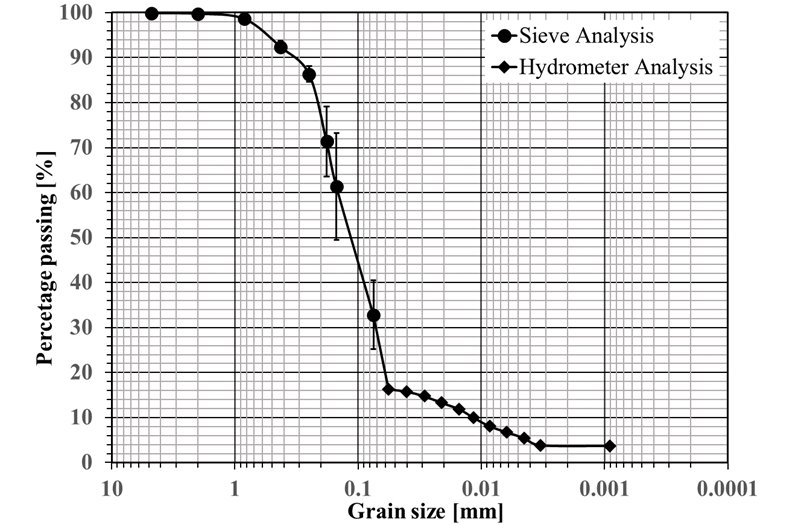 100
90
80
70
60
50
40
30
20
10
0
Percetage passing [%]
Sieve Analysis
Hydrometer Analysis
10 1 0.1 0.01 0.001 0.0001
Grain size [mm]